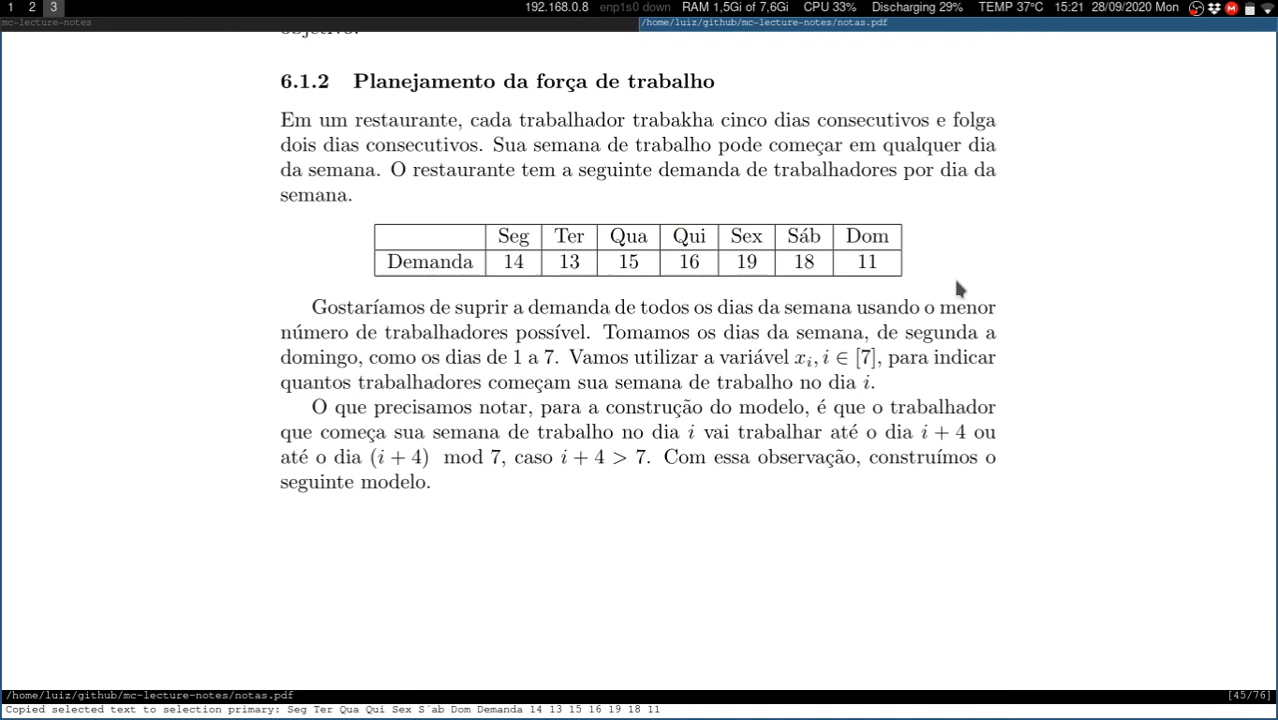 1 2 3 192.168.0.8 enp1s0 down RAM 1,5Gi of 7,6Gi CPU 33% Discharging 29% TEMP 37°C 15:21 28/09/2020 Mon
mc-lecture-notes /home/luiz/github/mc-lecture-notes/notas.pdf
objetivo.
6.1.2 Planejamento da força de trabalho
Em um restaurante, cada trabalhador trabakha cinco dias consecutivos e folga
dois dias consecutivos. Sua semana de trabalho pode começar em qualquer dia
da semana. O restaurante tem a seguinte demanda de trabalhadores por dia da
semana.
Seg Ter Qua Qui Sex Sáb Dom
Demanda 14 13 15 16 19 18 11
Gostaríamos de suprir a demanda de todos os dias da semana usando o menor
número de trabalhadores possível. Tomamos os dias da semana, de segunda a
domingo, como os dias de 1 a 7. Vamos utilizar a variável xᵢ, i ∈ [7], para indicar
quantos trabalhadores começam sua semana de trabalho no dia i.
O que precisamos notar, para a construção do modelo, é que o trabalhador
que começa sua semana de trabalho no dia i vai trabalhar até o dia i + 4 ou
até o dia (i + 4) mod 7, caso i + 4 > 7. Com essa observação, construímos o
seguinte modelo.
/home/luiz/github/mc-lecture-notes/notas.pdf [45/76]
Copied selected text to selection primary: Seg Ter Qua Qui Sex S´ab Dom Demanda 14 13 15 16 19 18 11